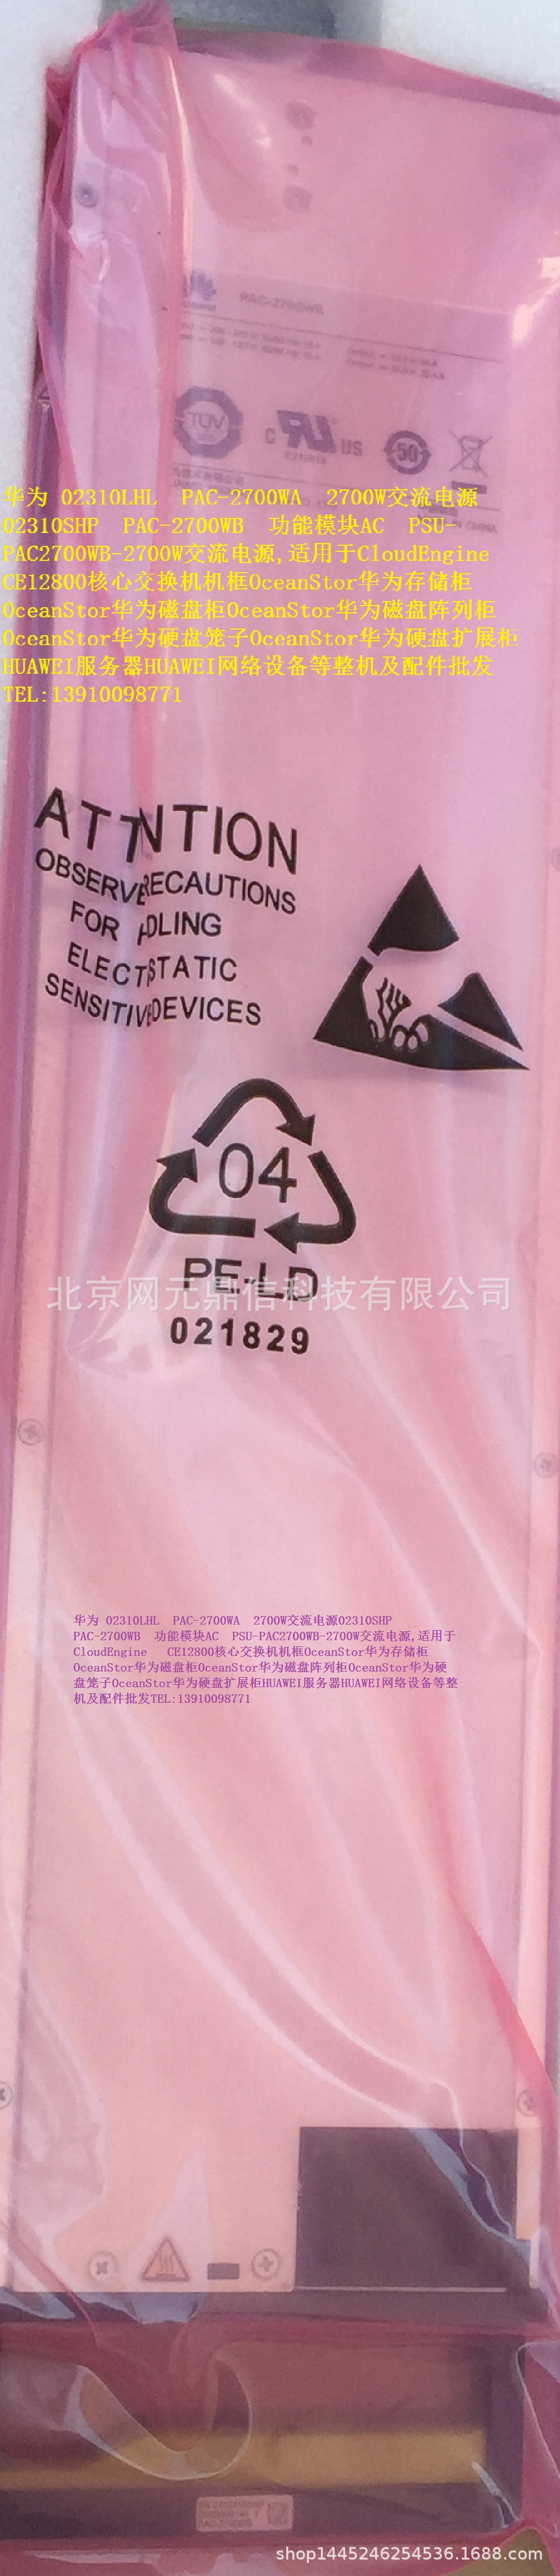 PAC-2700WB
TUV
C US
50
华为 02310LHL PAC-2700WA 2700W交流电源
02310SHP PAC-2700WB 功能模块AC PSU-
PAC2700WB-2700W交流电源,适用于CloudEngine
CE12800核心交换机机框OceanStor华为存储柜
OceanStor华为磁盘柜OceanStor华为磁盘阵列柜
OceanStor华为硬盘笼子OceanStor华为硬盘扩展柜
HUAWEI服务器HUAWEI网络设备等整机及配件批发
TEL:13910098771
ATTNTION
OBSERVERECAUTIONS
FOR DLING
ELECTSTATIC
SENSITIVEDEVICES
04
PE-LD
北京网元鼎信科技有限公司
021829
华为 02310LHL PAC-2700WA 2700W交流电源02310SHP
PAC-2700WB 功能模块AC PSU-PAC2700WB-2700W交流电源,适用于
CloudEngine CE12800核心交换机机框OceanStor华为存储柜
OceanStor华为磁盘柜OceanStor华为磁盘阵列柜OceanStor华为硬
盘笼子OceanStor华为硬盘扩展柜HUAWEI服务器HUAWEI网络设备等整
机及配件批发TEL:13910098771
shop1445246254536.1688.com